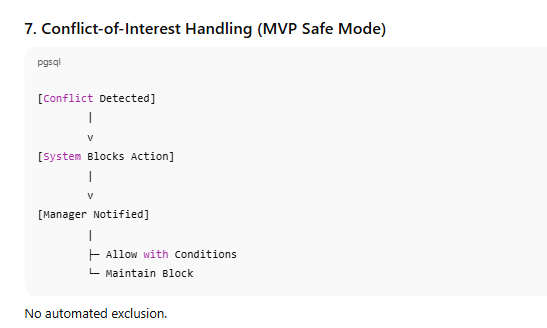 7. Conflict-of-Interest Handling (MVP Safe Mode)
pgsql
[Conflict Detected]
|
v
[System Blocks Action]
|
v
[Manager Notified]
|
├─ Allow with Conditions
└─ Maintain Block
No automated exclusion.